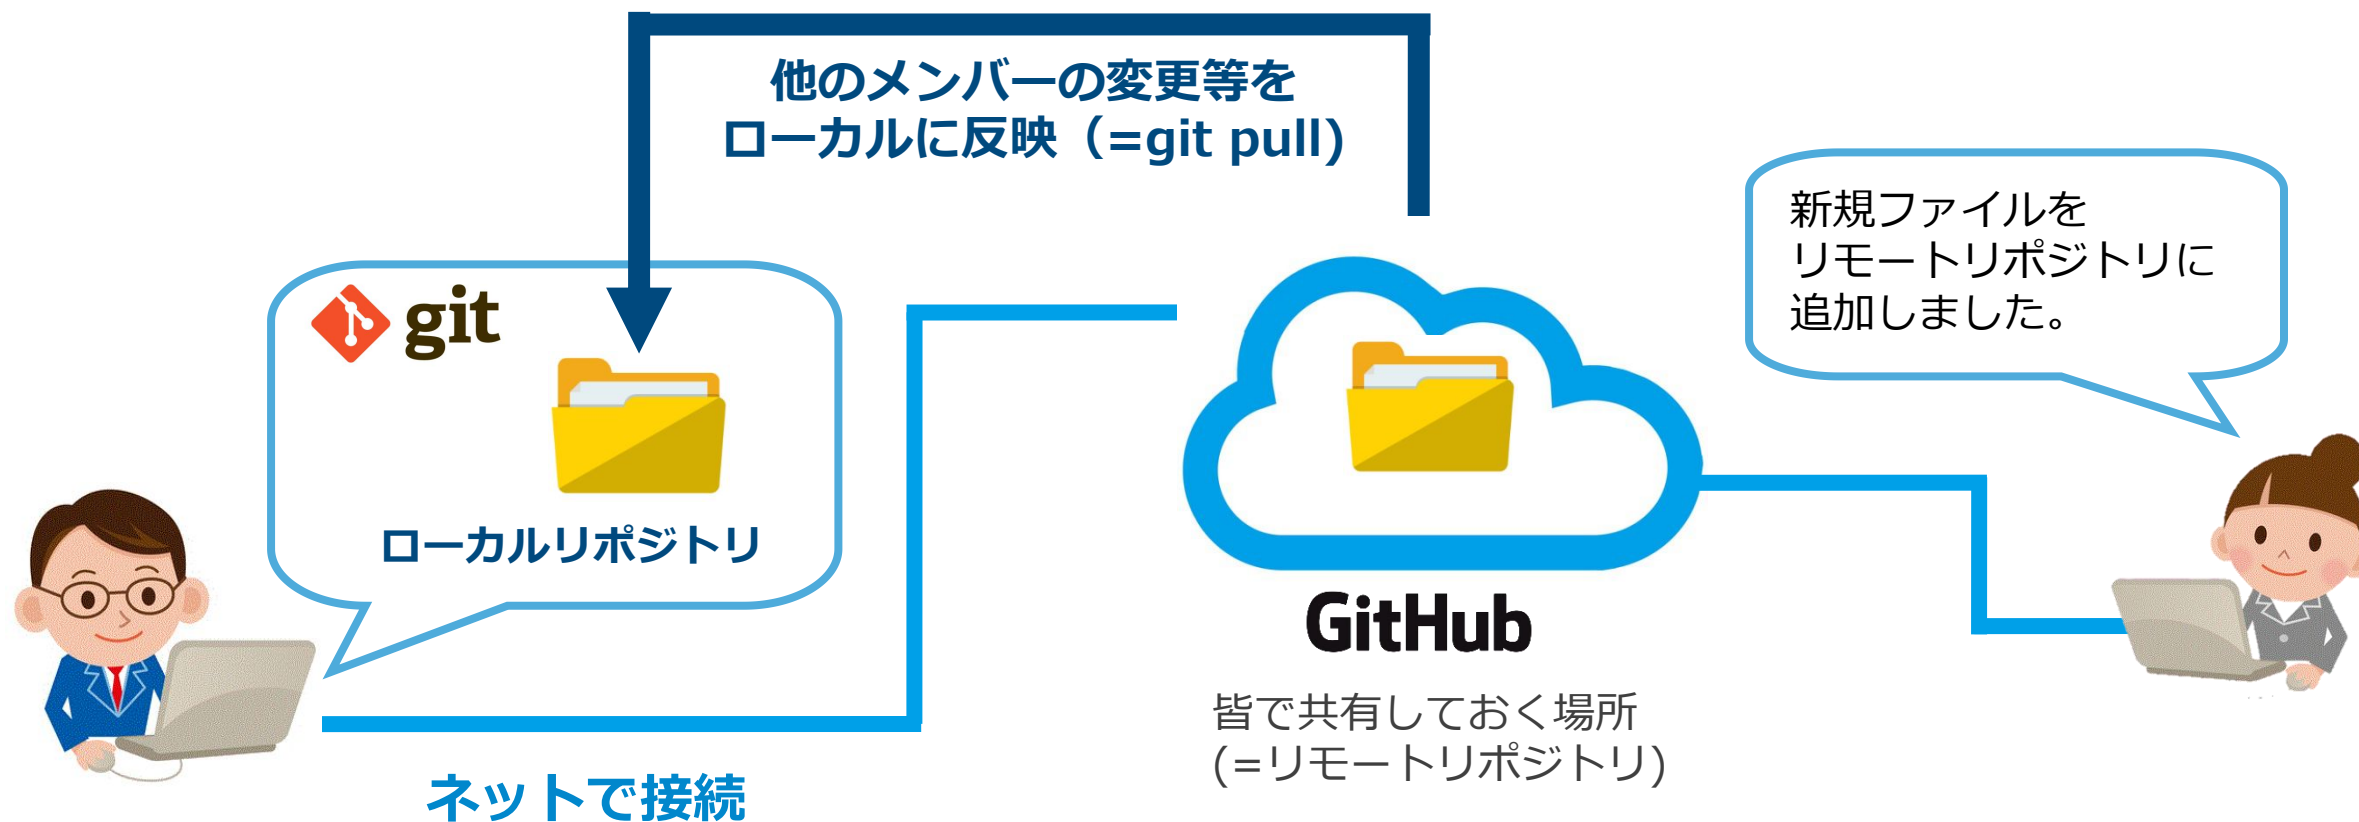 他のメンバーの変更等を
ローカルに反映（=git pull)
新規ファイルを
リモートリポジトリに
追加しました。
git
ローカルリポジトリ
GitHub
皆で共有しておく場所
(=リモートリポジトリ)
ネットで接続